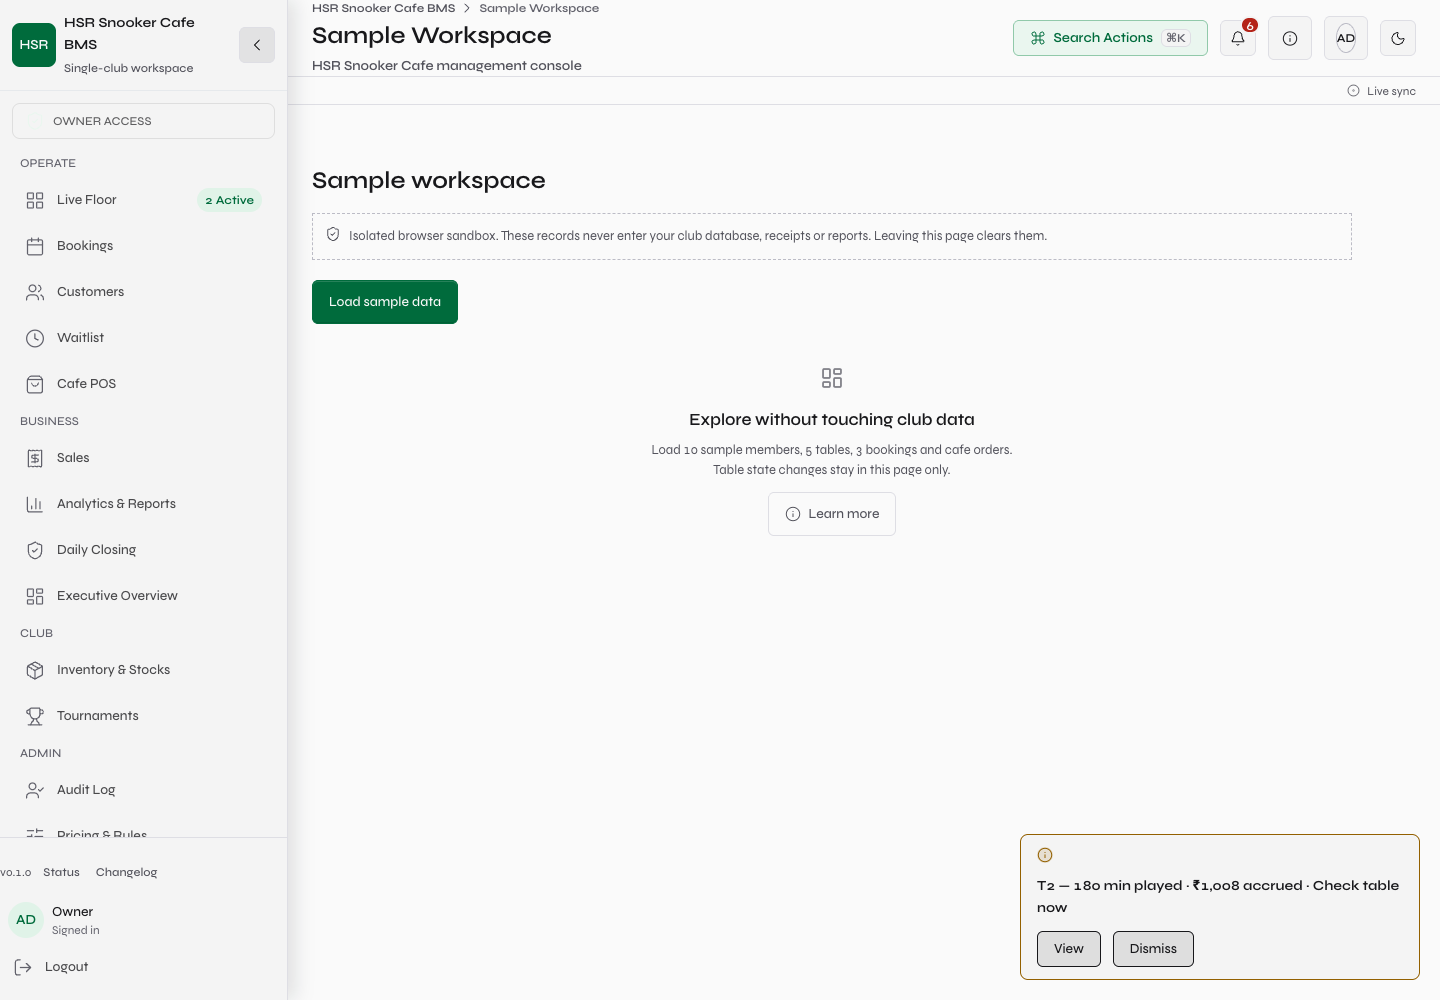 HSR
HSR Snooker Cafe
BMS
Single-club workspace
OWNER ACCESS
OPERATE
Live Floor
2 Active
Bookings
Customers
Waitlist
Cafe POS
BUSINESS
Sales
Analytics & Reports
Daily Closing
Executive Overview
CLUB
Inventory & Stocks
Tournaments
ADMIN
Audit Log
Pricing & Rules
v0.1.0 Status Changelog
AD
Owner
Signed in
Logout
HSR Snooker Cafe BMS > Sample Workspace
Sample Workspace
HSR Snooker Cafe management console
Search Actions ⌘K
6
AD
Live sync
Sample workspace
Isolated browser sandbox. These records never enter your club database, receipts or reports. Leaving this page clears them.
Load sample data
Explore without touching club data
Load 10 sample members, 5 tables, 3 bookings and cafe orders.
Table state changes stay in this page only.
Learn more
T2 — 180 min played · ₹1,008 accrued · Check table
now
View
Dismiss